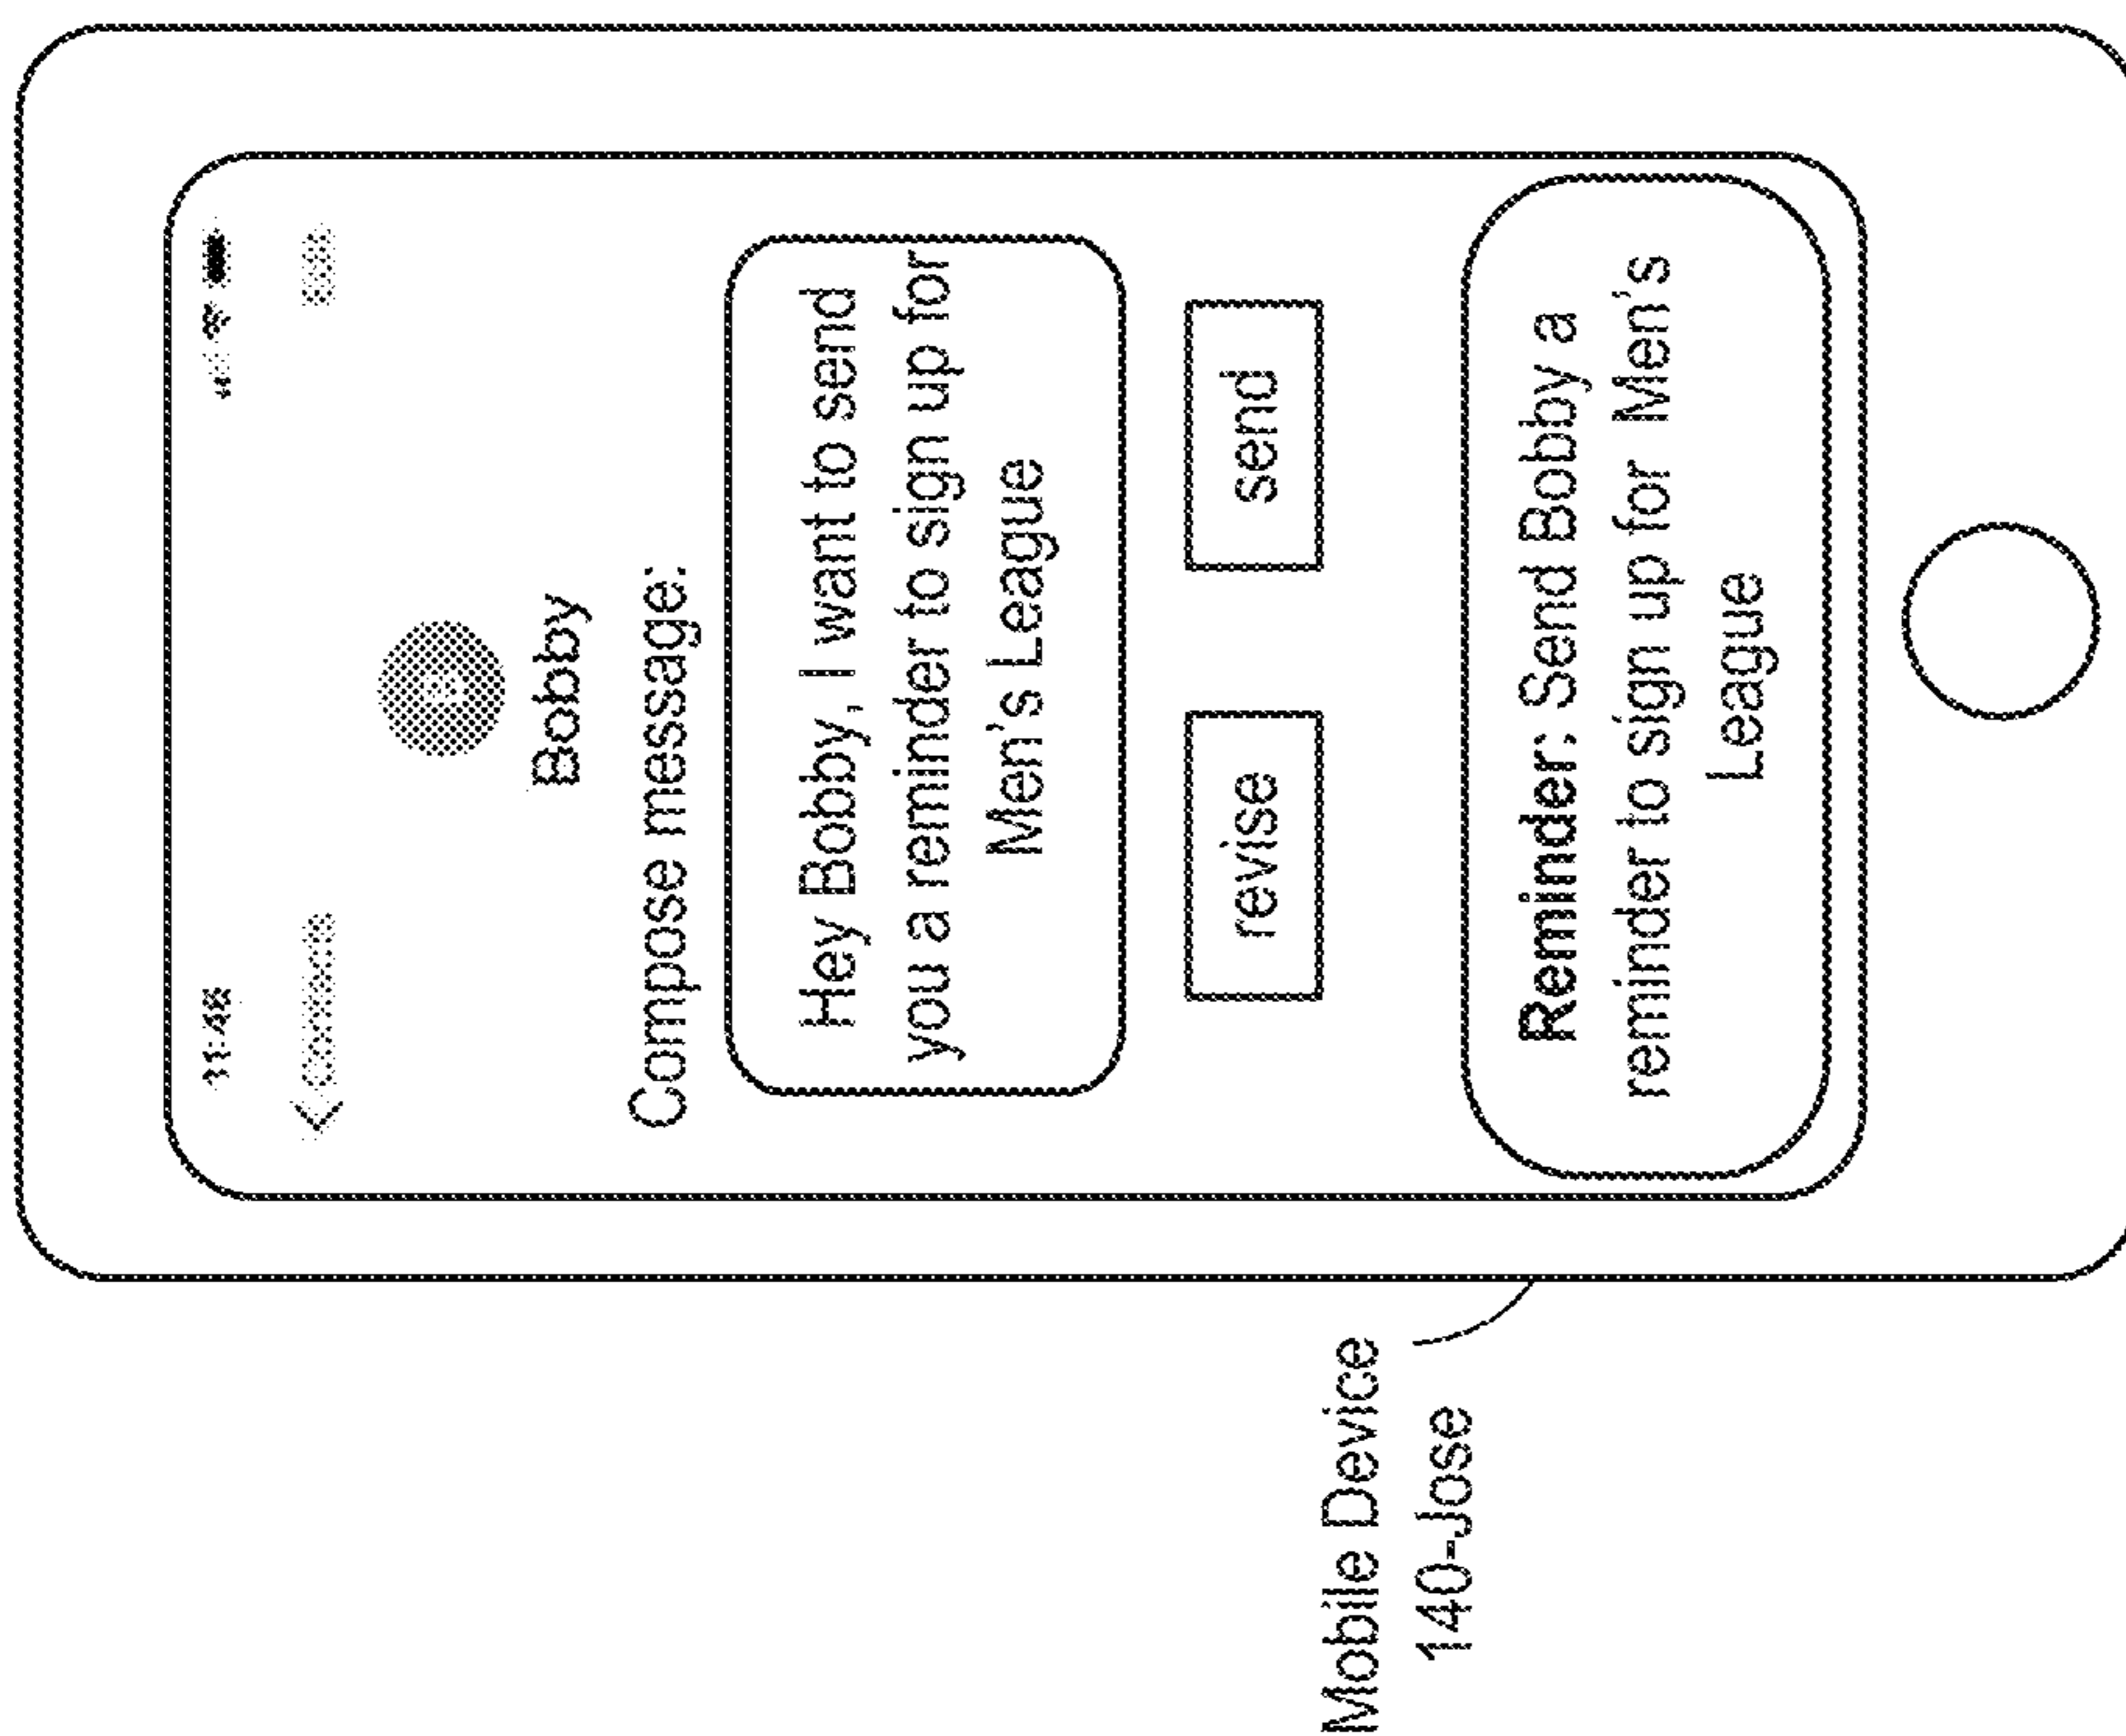 11:48
Contacts
Bobby
Compose message:
Hey Bobby, I want to send
you a reminder to sign up for
Men's League
revise
send
Reminder: Send Bobby a
reminder to sign up for Men's
League
Mobile Device
140-Jose